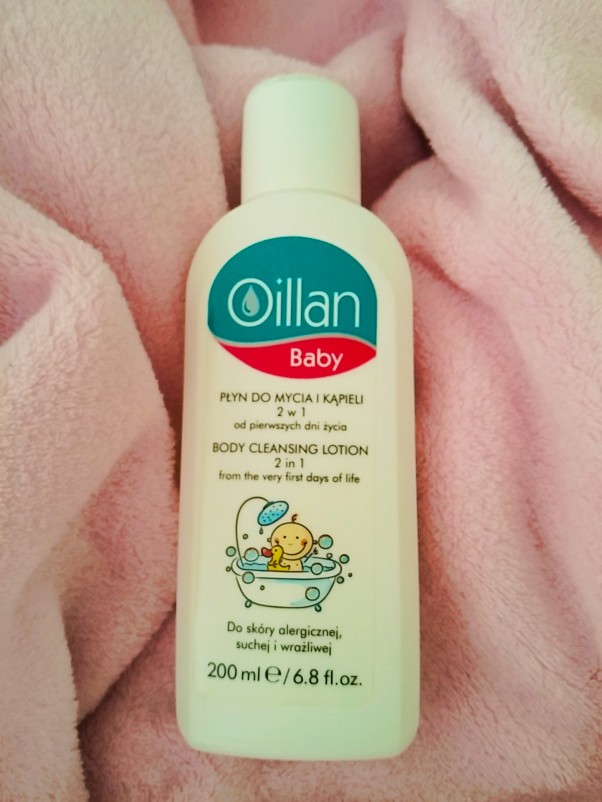 Oillan
Baby
PŁYN DO MYCIA I KĄPIELI
2 w 1
od pierwszych dni życia
BODY CLEANSING LOTION
2 in 1
from the very first days of life
Do skóry alergicznej,
suchej i wrażliwej
200 ml ℮/6.8 fl.oz.